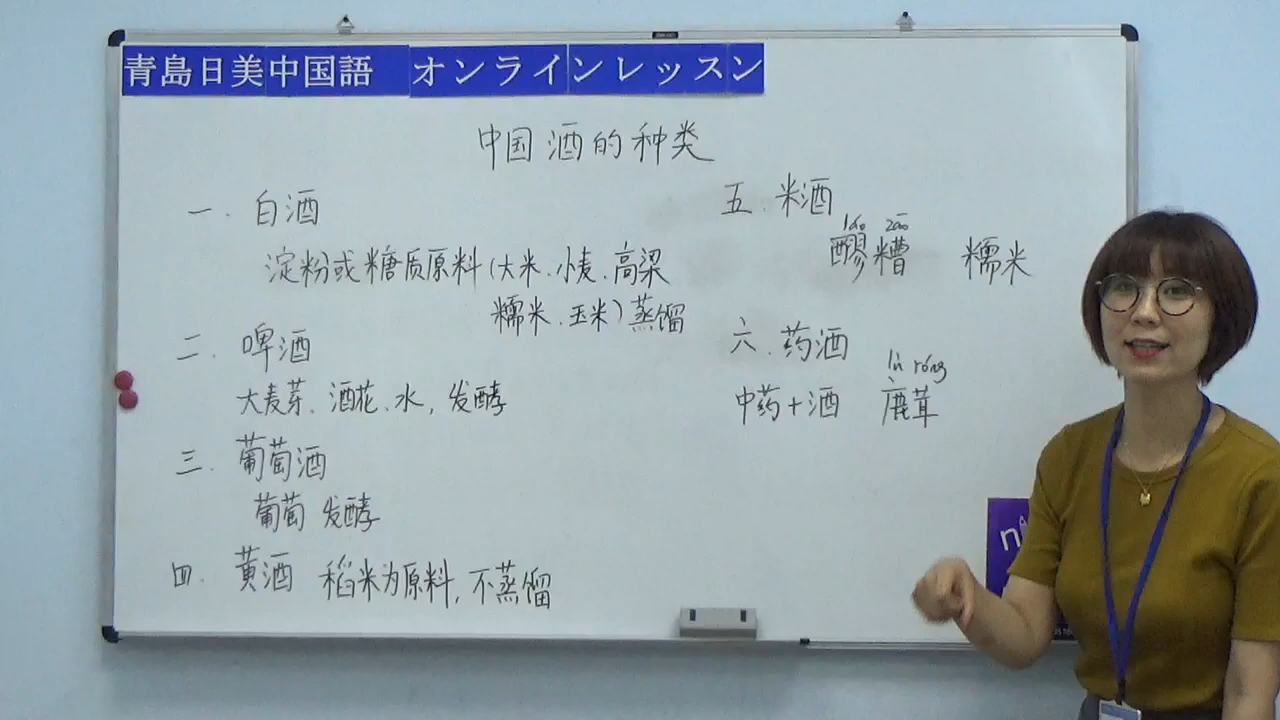 青島日美中国語 オンラインレッスン
中国酒的种类
一. 白酒
淀粉或糖质原料(大米、小麦、高梁
糯米、玉米)蒸馏
二. 啤酒
大麦芽、酒花、水,发酵
三. 葡萄酒
葡萄 发酵
四. 黄酒 稻米为原料,不蒸馏
五. 米酒
láo zāo
醪糟 糯米
六. 药酒
lù róng
中药+酒 鹿茸